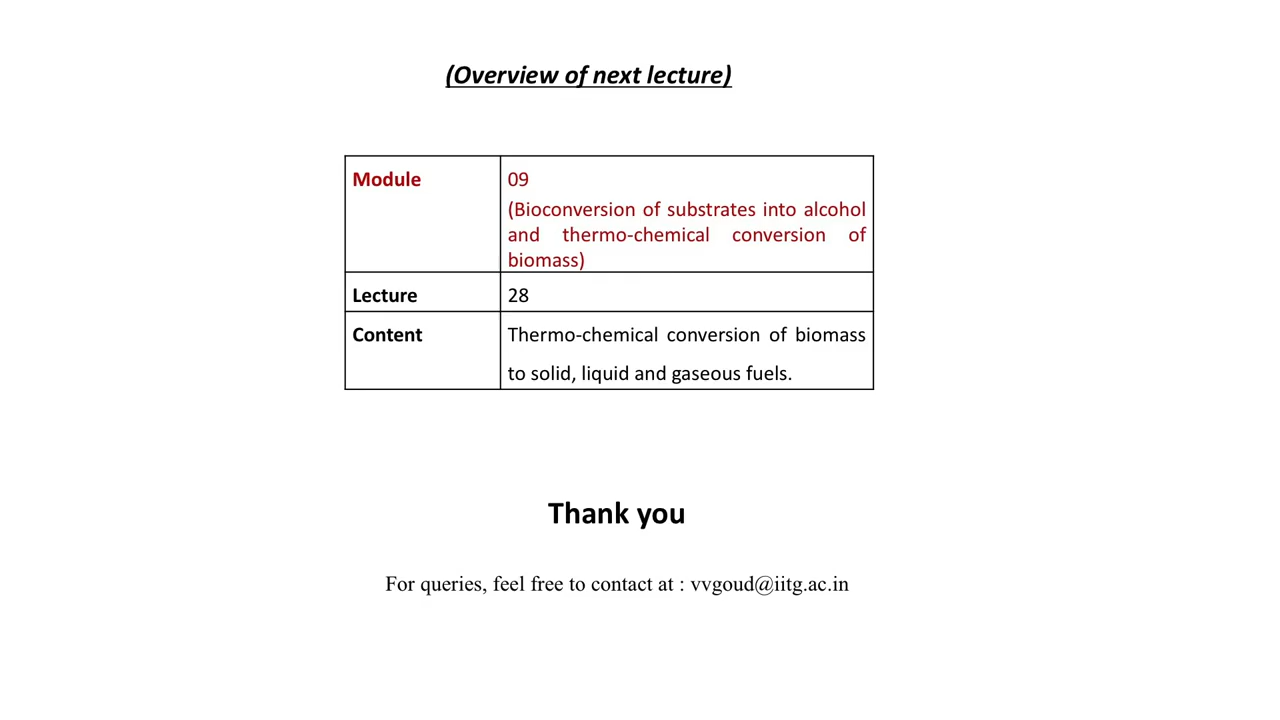 (Overview of next lecture)
Module
09
(Bioconversion of substrates into alcohol
and thermo-chemical conversion of
biomass)
Lecture
28
Content
Thermo-chemical conversion of biomass
to solid, liquid and gaseous fuels.
Thank you
For queries, feel free to contact at : vvgoud@iitg.ac.in